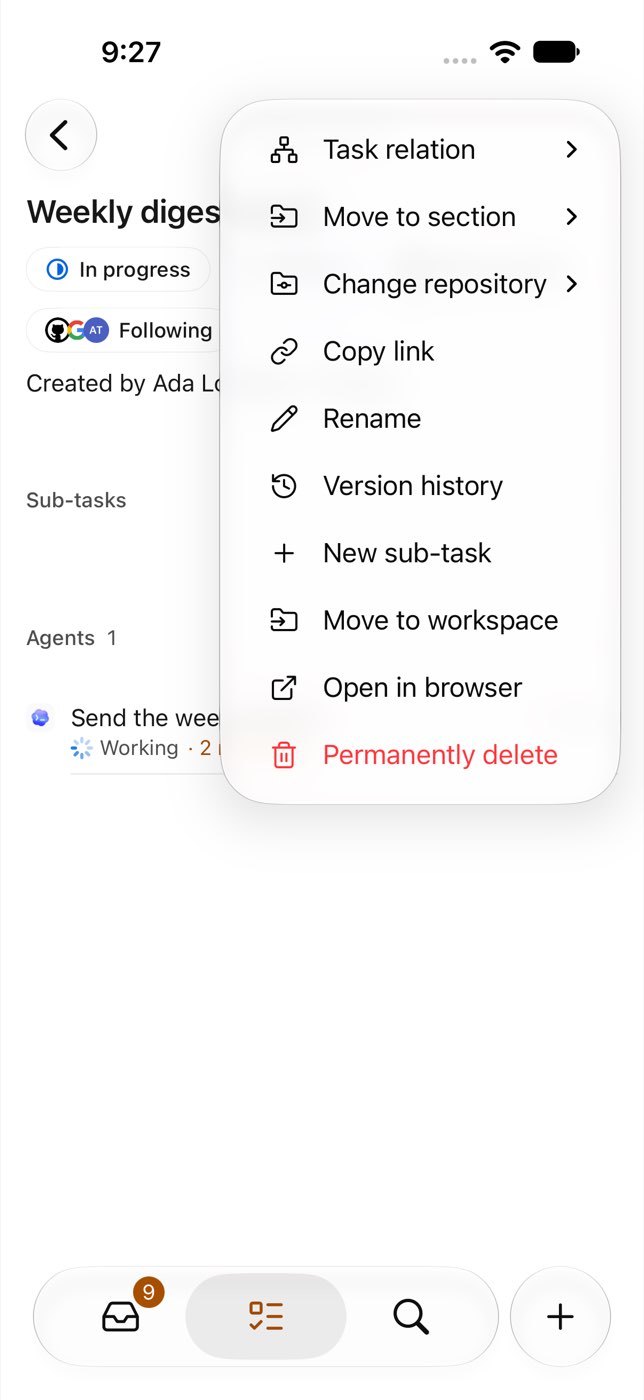 9:27
Task relation
Move to section
Change repository
Copy link
Rename
Version history
New sub-task
Move to workspace
Open in browser
Permanently delete
Weekly diges
In progress
AT Following
Created by Ada
Sub-tasks
Agents 1
Send the wee
Working · 2
9